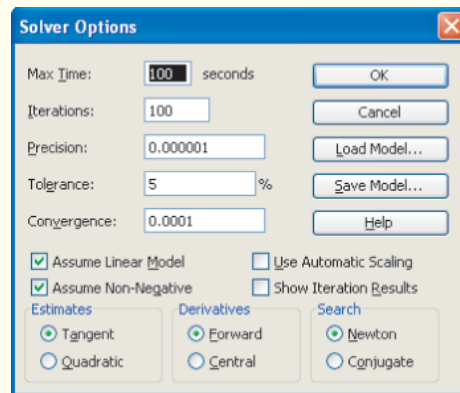 Solver Options
Max Time: 100 seconds OK
Iterations: 100 Cancel
Precision: 0.000001 Load Model...
Tolerance: 5 % Save Model...
Convergence: 0.0001 Help
Assume Linear Model Use Automatic Scaling
Assume Non-Negative Show Iteration Results
Estimates Derivatives Search
Tangent Forward Newton
Quadratic Central Conjugate